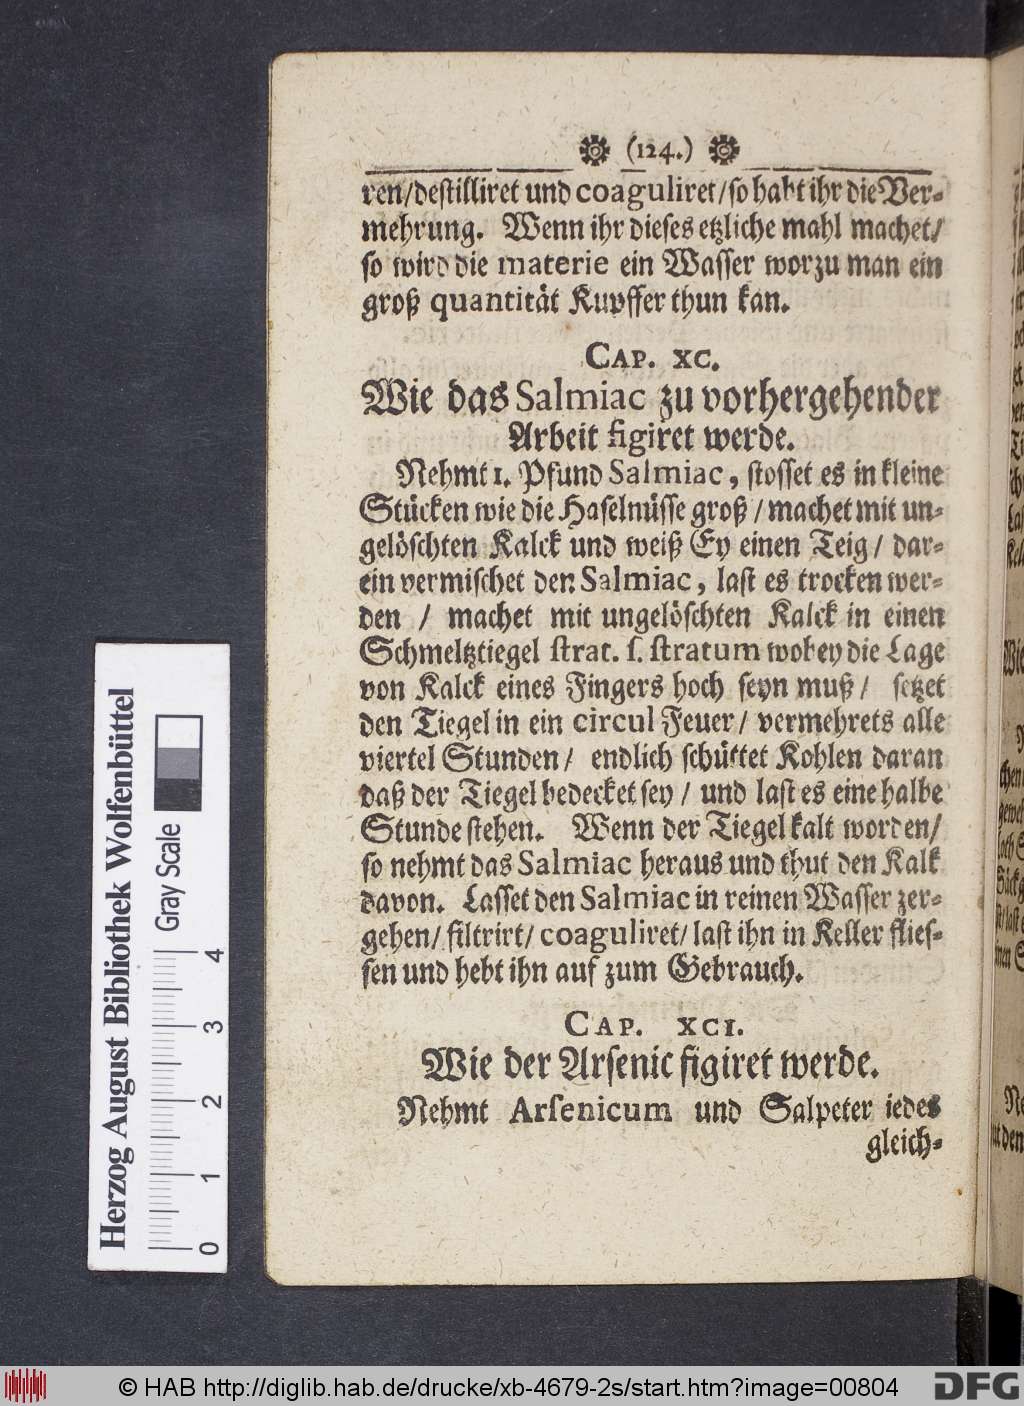 (124.)
ren/destilliret und coaguliret/so habt ihr die Ver-
mehrung. Wenn ihr dieses etzliche mahl machet/
so wird die materie ein Wasser worzu man ein
groß quantität Kupffer thun kan.
CAP. XC.
Wie das Salmiac zu vorhergehender
Arbeit figiret werde.
Nehmt 1. Pfund Salmiac, stosset es in kleine
Stücken wie die Haselnüsse groß / machet mit un-
gelöschten Kalck und weiß Ey einen Teig / dar-
ein vermischet den Salmiac, last es trocken wer-
den / machet mit ungelöschten Kalck in einen
Schmeltztiegel strat. s. stratum wobey die Lage
von Kalck eines Fingers hoch seyn muß / setzet
den Tiegel in ein circul Feuer / vermehrets alle
viertel Stunden / endlich schüttet Kohlen daran
daß der Tiegel bedecket sey / und last es eine halbe
Stunde stehen. Wenn der Tiegel kalt worden/
so nehmt das Salmiac heraus und thut den Kalk
davon. Lasset den Salmiac in reinen Wasser zer-
gehen/ filtrirt/ coaguliret/ last ihn in Keller flies-
sen und hebt ihn auf zum Gebrauch.
CAP. XCI.
Wie der Arsenic figiret werde.
Nehmt Arsenicum und Salpeter iedes
gleich-
Herzog August Bibliothek Wolfenbüttel
Gray Scale
0 1 2 3 4
© HAB http://diglib.hab.de/drucke/xb-4679-2s/start.htm?image=00804
DFG